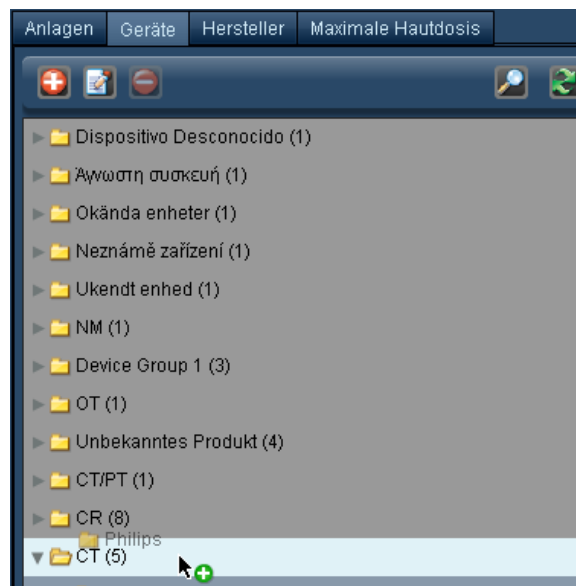 Anlagen Geräte Hersteller Maximale Hautdosis
Dispositivo Desconocido (1)
Άγνωστη συσκευή (1)
Okända enheter (1)
Neznámě zařízení (1)
Ukendt enhed (1)
NM (1)
Device Group 1 (3)
OT (1)
Unbekanntes Produkt (4)
CT/PT (1)
CR (8)
Philips
CT (5)